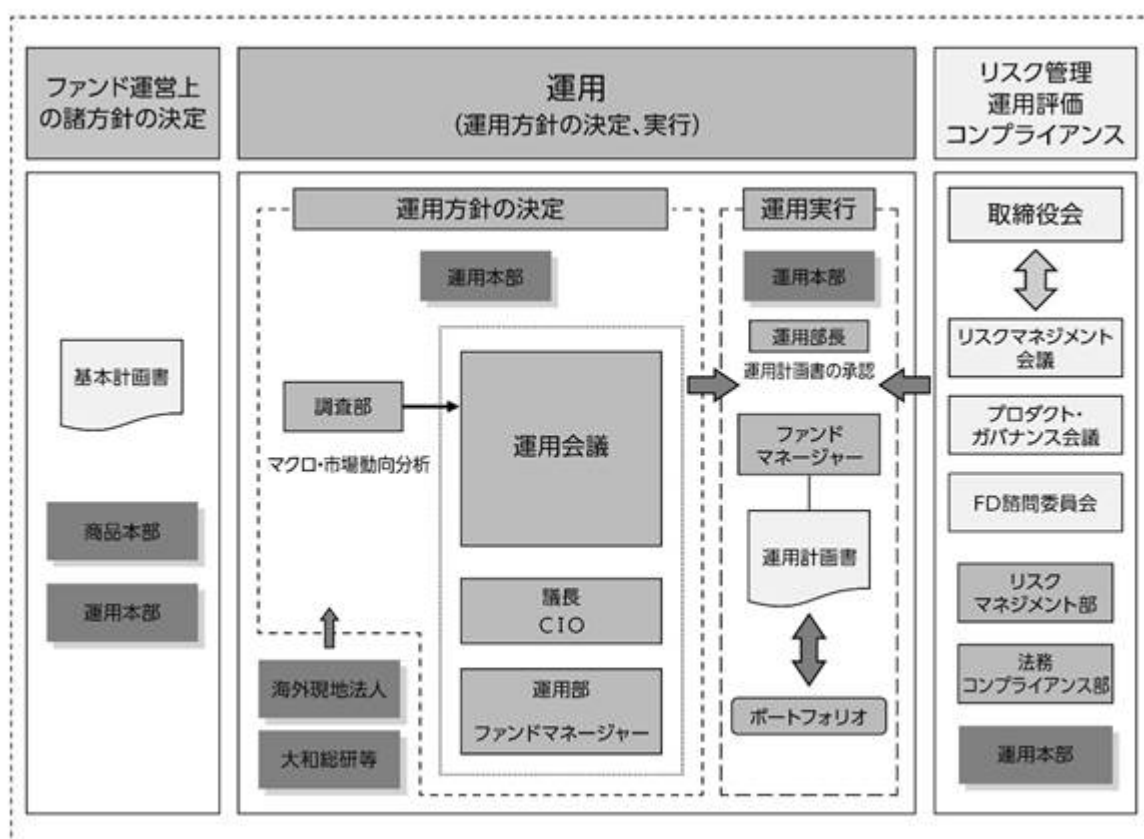 ファンド運営上
の諸方針の決定
運用
(運用方針の決定、実行)
リスク管理
運用評価
コンプライアンス
基本計画書
商品本部
運用本部
運用方針の決定
運用本部
調査部
マクロ・市場動向分析
運用会議
議長
CIO
運用部
ファンドマネージャー
海外現地法人
大和総研等
運用実行
運用本部
運用部長
運用計画書の承認
ファンド
マネージャー
運用計画書
ポートフォリオ
取締役会
リスクマネジメント
会議
プロダクト・
ガバナンス会議
FD諮問委員会
リスク
マネジメント部
法務
コンプライアンス部
運用本部